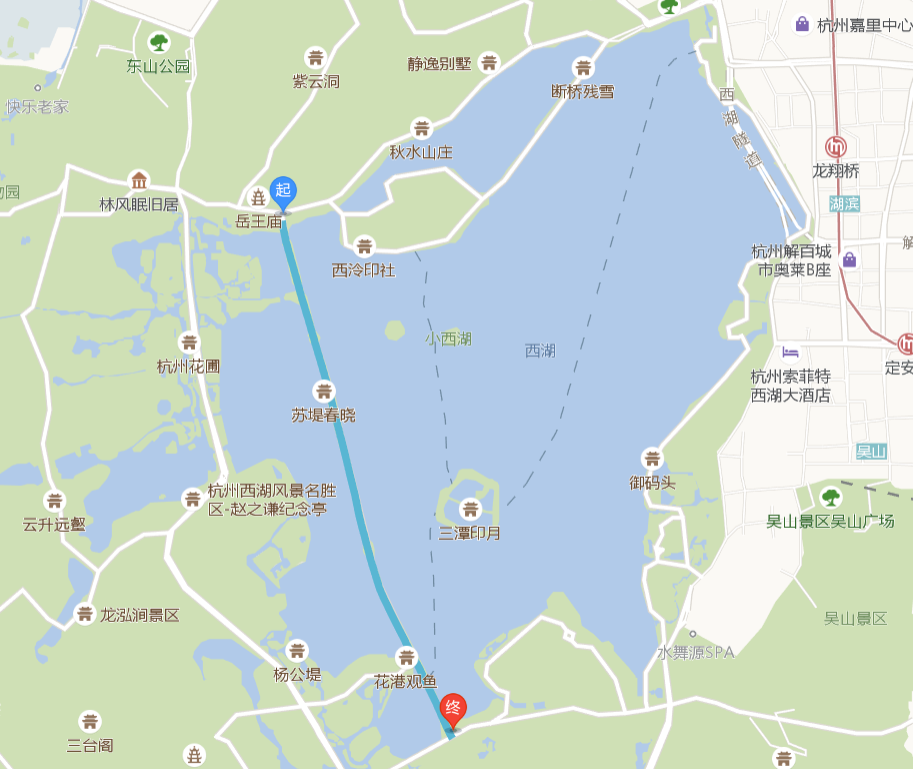 杭州嘉里中心
东山公园
静逸别墅
紫云洞
断桥残雪
快乐老家
西湖隧道
秋水山庄
龙翔桥
起
物园
林风眠旧居
湖滨
岳王庙
解
杭州解百城
市奥莱B座
西泠印社
小西湖
西湖
杭州花圃
定安
杭州索菲特
西湖大酒店
苏堤春晓
吴山
御码头
杭州西湖风景名胜
区-赵之谦纪念亭
云升远壑
三潭印月
吴山景区吴山广场
龙泓涧景区
吴山景区
水舞源SPA
杨公堤
花港观鱼
终
三台阁